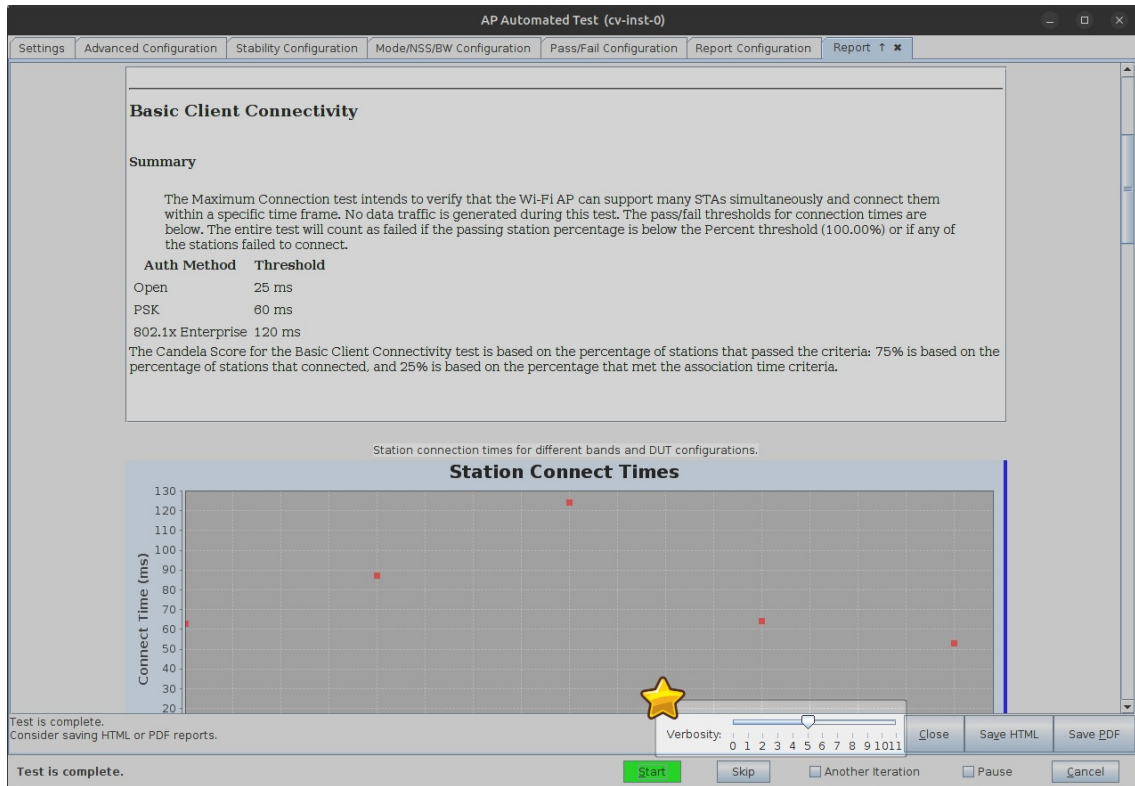 AP Automated Test (cv-inst-0)
Settings Advanced Configuration Stability Configuration Mode/NSS/BW Configuration Pass/Fail Configuration Report Configuration Report ↑ ✖
Basic Client Connectivity
Summary
The Maximum Connection test intends to verify that the Wi-Fi AP can support many STAs simultaneously and connect them
within a specific time frame. No data traffic is generated during this test. The pass/fail thresholds for connection times are
below. The entire test will count as failed if the passing station percentage is below the Percent threshold (100.00%) or if any of
the stations failed to connect.
Auth Method Threshold
Open 25 ms
PSK 60 ms
802.1x Enterprise 120 ms
The Candela Score for the Basic Client Connectivity test is based on the percentage of stations that passed the criteria: 75% is based on the
percentage of stations that connected, and 25% is based on the percentage that met the association time criteria.
Station connection times for different bands and DUT configurations.
Station Connect Times
Connect Time (ms)
130
120
110
100
90
80
70
60
50
40
30
20
Test is complete.
Consider saving HTML or PDF reports.
Verbosity:
0 1 2 3 4 5 6 7 8 9 10 11
Close Save HTML Save PDF
Test is complete.
Start Skip Another Iteration Pause Cancel